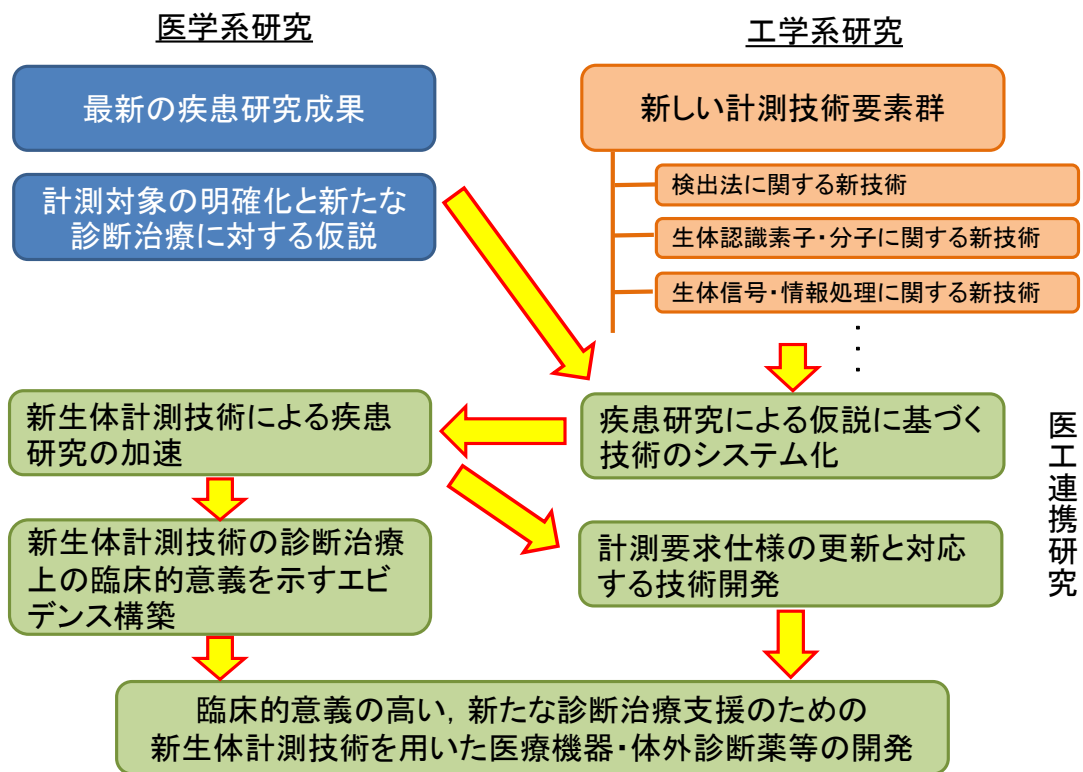 医学系研究
工学系研究
最新の疾患研究成果
新しい計測技術要素群
検出法に関する新技術
計測対象の明確化と新たな
診断治療に対する仮説
生体認識素子・分子に関する新技術
生体信号・情報処理に関する新技術
・・・
新生体計測技術による疾患
研究の加速
疾患研究による仮説に基づく
技術のシステム化
医工連携研究
新生体計測技術の診断治療
上の臨床的意義を示すエビ
デンス構築
計測要求仕様の更新と対応
する技術開発
臨床的意義の高い，新たな診断治療支援のための
新生体計測技術を用いた医療機器・体外診断薬等の開発